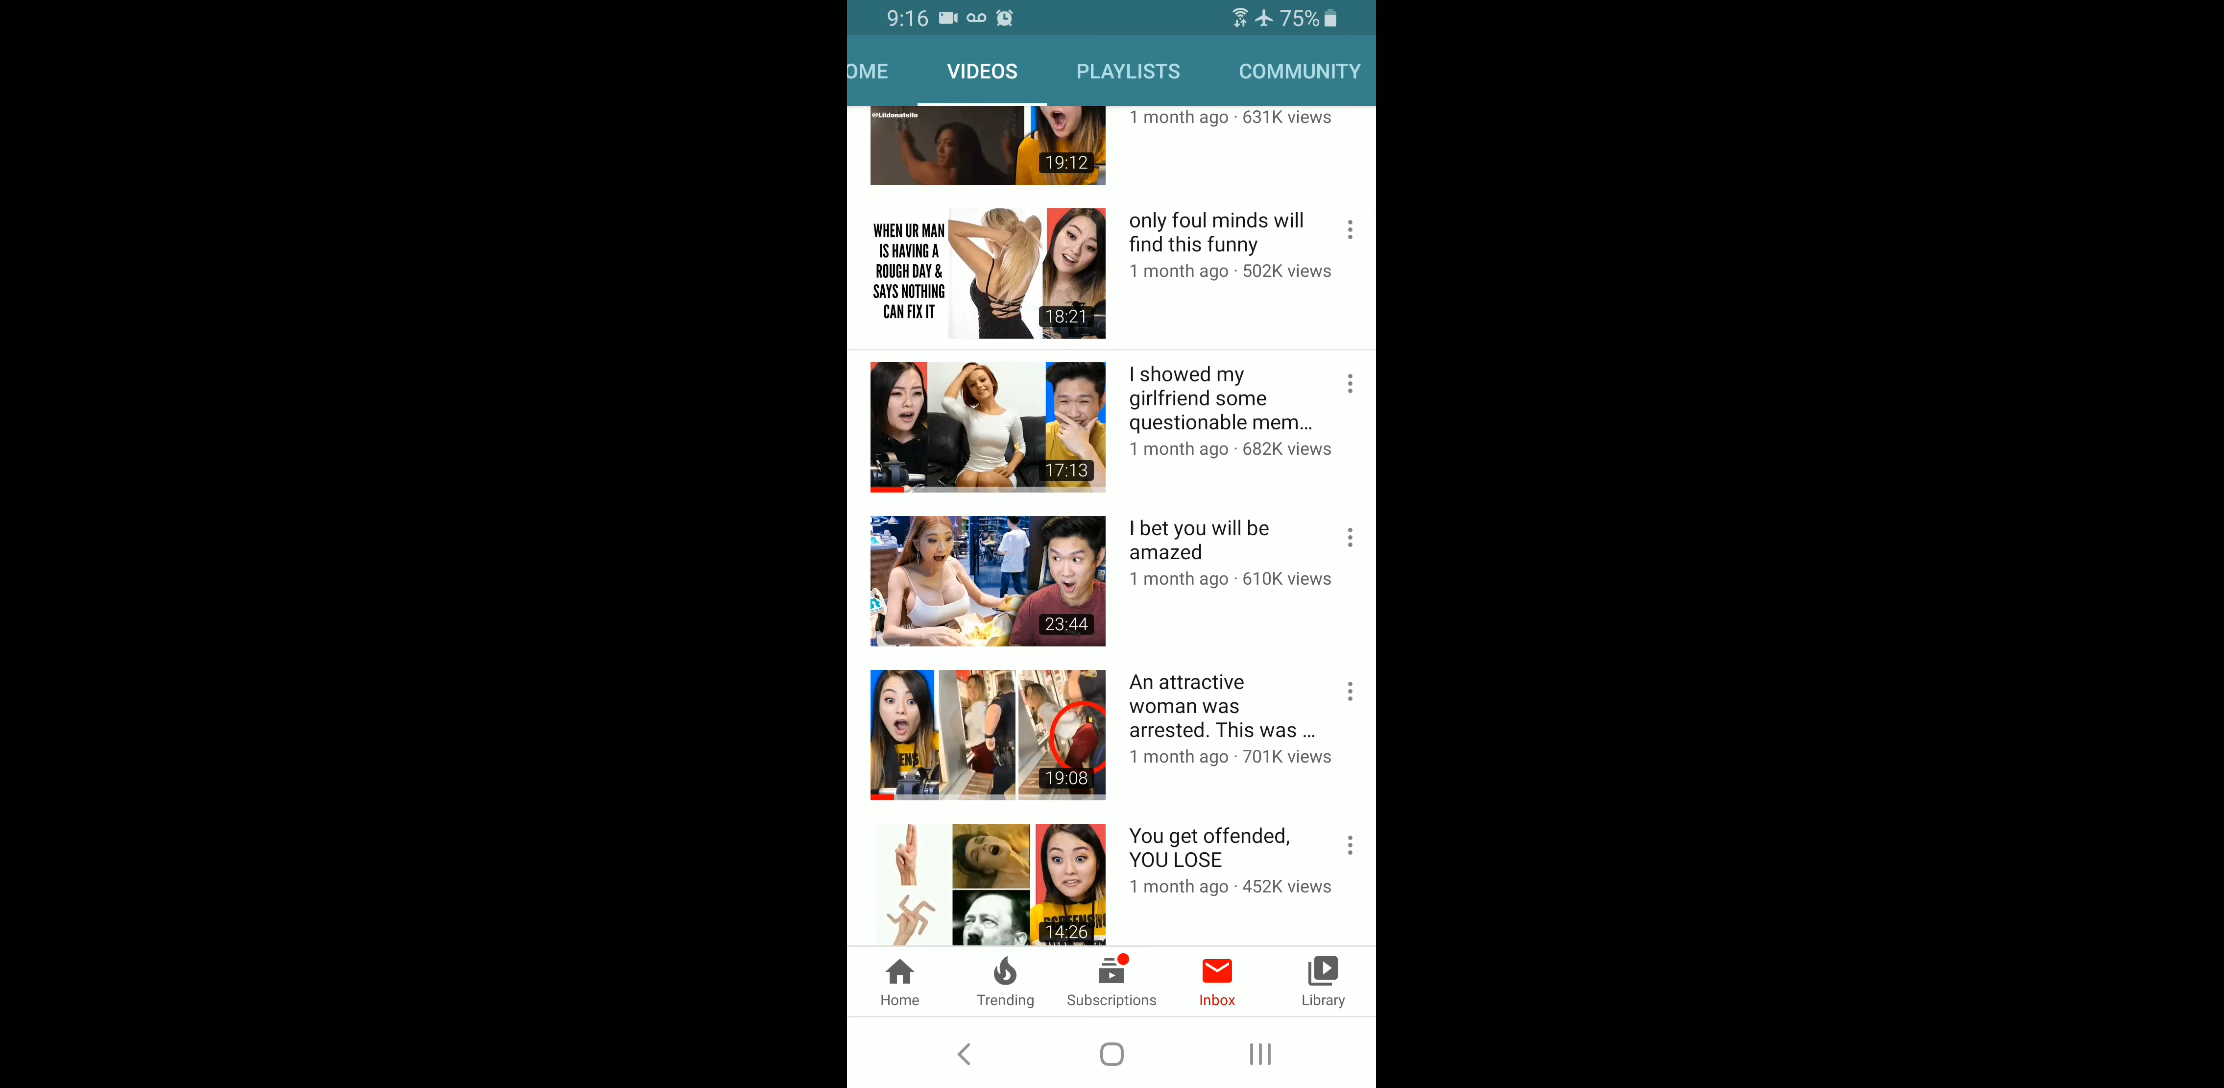 9:16
75%
OME VIDEOS PLAYLISTS COMMUNITY
@Lildonatello
19:12
1 month ago · 631K views
WHEN UR MAN
IS HAVING A
ROUGH DAY &
SAYS NOTHING
CAN FIX IT
18:21
only foul minds will
find this funny
1 month ago · 502K views
17:13
I showed my
girlfriend some
questionable mem...
1 month ago · 682K views
23:44
I bet you will be
amazed
1 month ago · 610K views
ENS
19:08
An attractive
woman was
arrested. This was ...
1 month ago · 701K views
14:26
You get offended,
YOU LOSE
1 month ago · 452K views
Home Trending Subscriptions Inbox Library